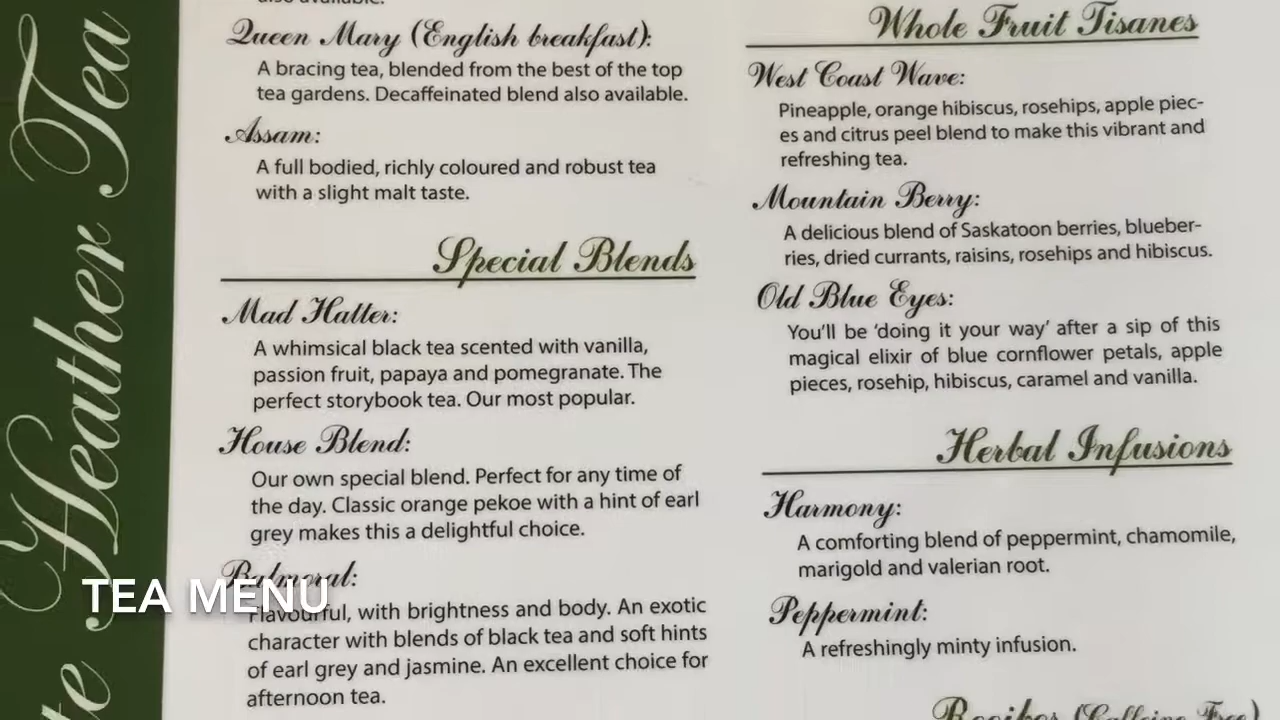 Heather Tea
also available.
Queen Mary (English breakfast):
A bracing tea, blended from the best of the top
tea gardens. Decaffeinated blend also available.
Assam:
A full bodied, richly coloured and robust tea
with a slight malt taste.
Special Blends
Mad Hatter:
A whimsical black tea scented with vanilla,
passion fruit, papaya and pomegranate. The
perfect storybook tea. Our most popular.
House Blend:
Our own special blend. Perfect for any time of
the day. Classic orange pekoe with a hint of earl
grey makes this a delightful choice.
Balmoral:
Flavourful, with brightness and body. An exotic
character with blends of black tea and soft hints
of earl grey and jasmine. An excellent choice for
afternoon tea.
TEA MENU
Whole Fruit Tisanes
West Coast Wave:
Pineapple, orange hibiscus, rosehips, apple piec-
es and citrus peel blend to make this vibrant and
refreshing tea.
Mountain Berry:
A delicious blend of Saskatoon berries, blueber-
ries, dried currants, raisins, rosehips and hibiscus.
Old Blue Eyes:
You'll be 'doing it your way' after a sip of this
magical elixir of blue cornflower petals, apple
pieces, rosehip, hibiscus, caramel and vanilla.
Herbal Infusions
Harmony:
A comforting blend of peppermint, chamomile,
marigold and valerian root.
Peppermint:
A refreshingly minty infusion.
Rooibos (Caffeine Free)